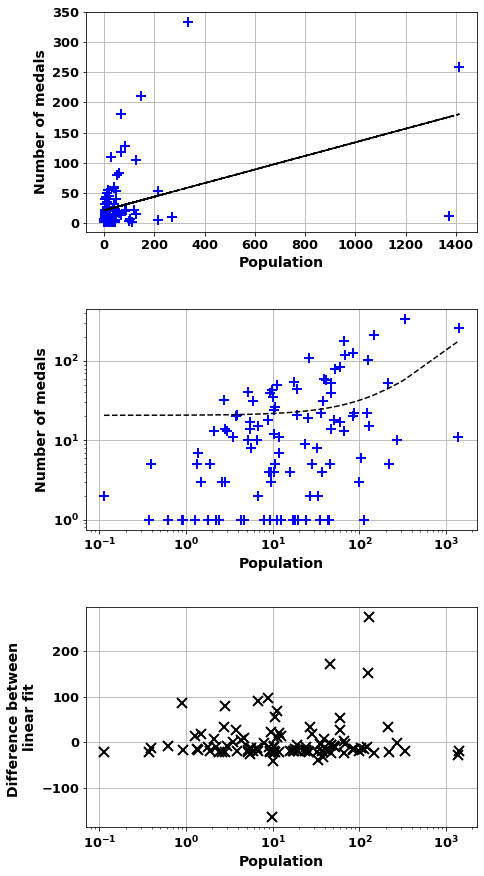 350
300
250
200
150
100
50
0
Number of medals
0 200 400 600 800 1000 1200 1400
Population
10²
10¹
10⁰
Number of medals
10⁻¹ 10⁰ 10¹ 10² 10³
Population
200
100
0
−100
Difference between
linear fit
10⁻¹ 10⁰ 10¹ 10² 10³
Population